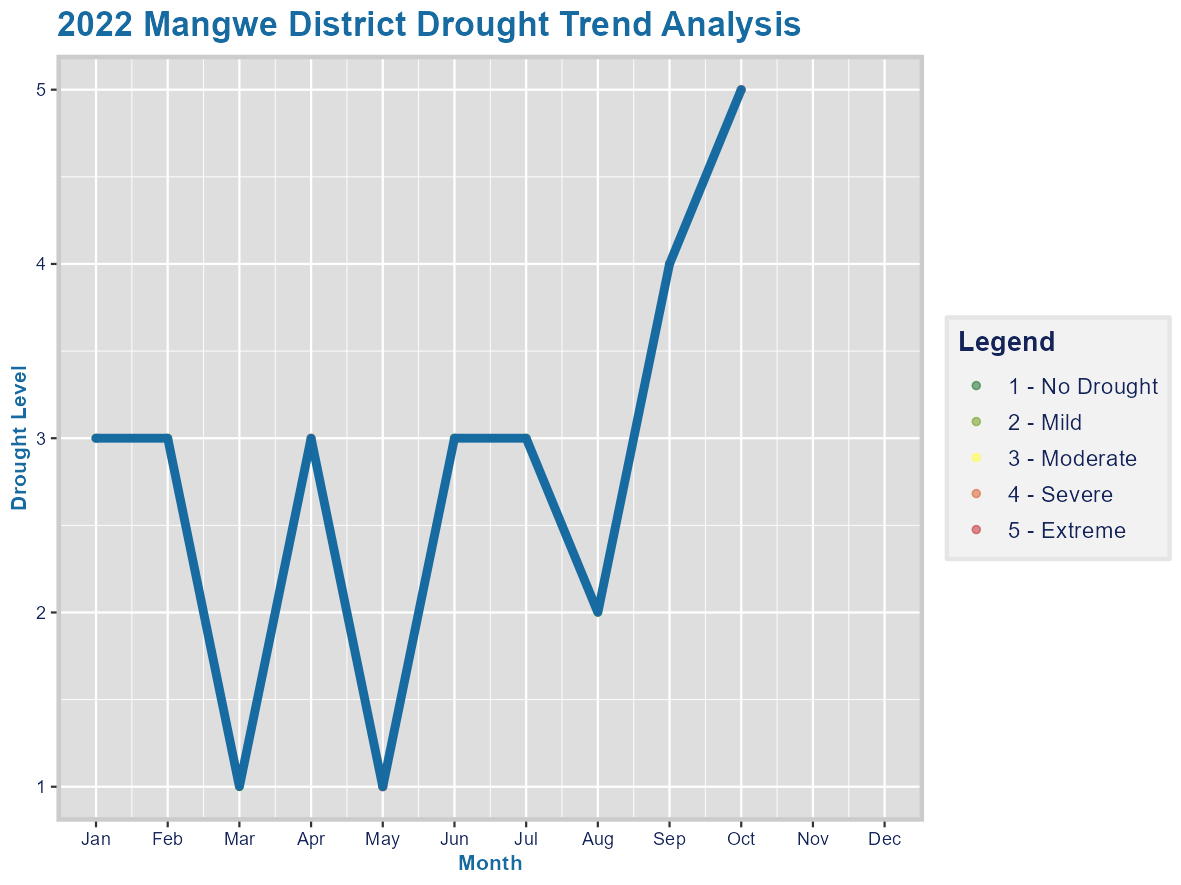 2022 Mangwe District Drought Trend Analysis
Drought Level
5
4
3
2
1
Jan Feb Mar Apr May Jun Jul Aug Sep Oct Nov Dec
Month
Legend
1 - No Drought
2 - Mild
3 - Moderate
4 - Severe
5 - Extreme